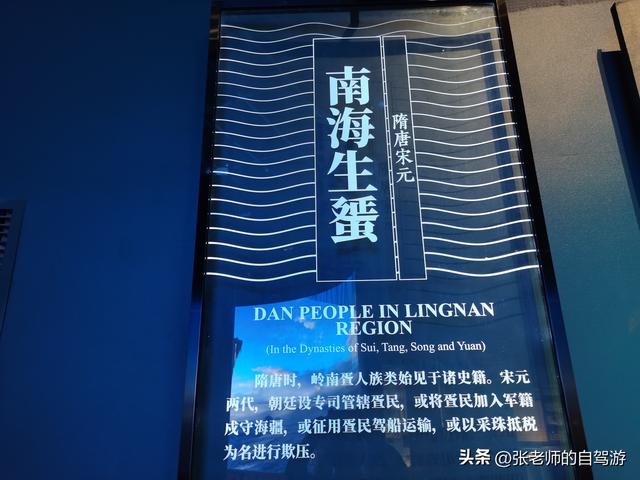 南海生蜑
隋唐宋元
DAN PEOPLE IN LINGNAN
REGION
(In the Dynasties of Sui, Tang, Song and Yuan)
隋唐时，岭南疍人族类始见于诸史籍。宋元
两代，朝廷设专司管辖疍民，或将疍民加入军籍
戍守海疆，或征用疍民驾船运输，或以采珠抵税
为名进行欺压。
头条 @张老师的自驾游